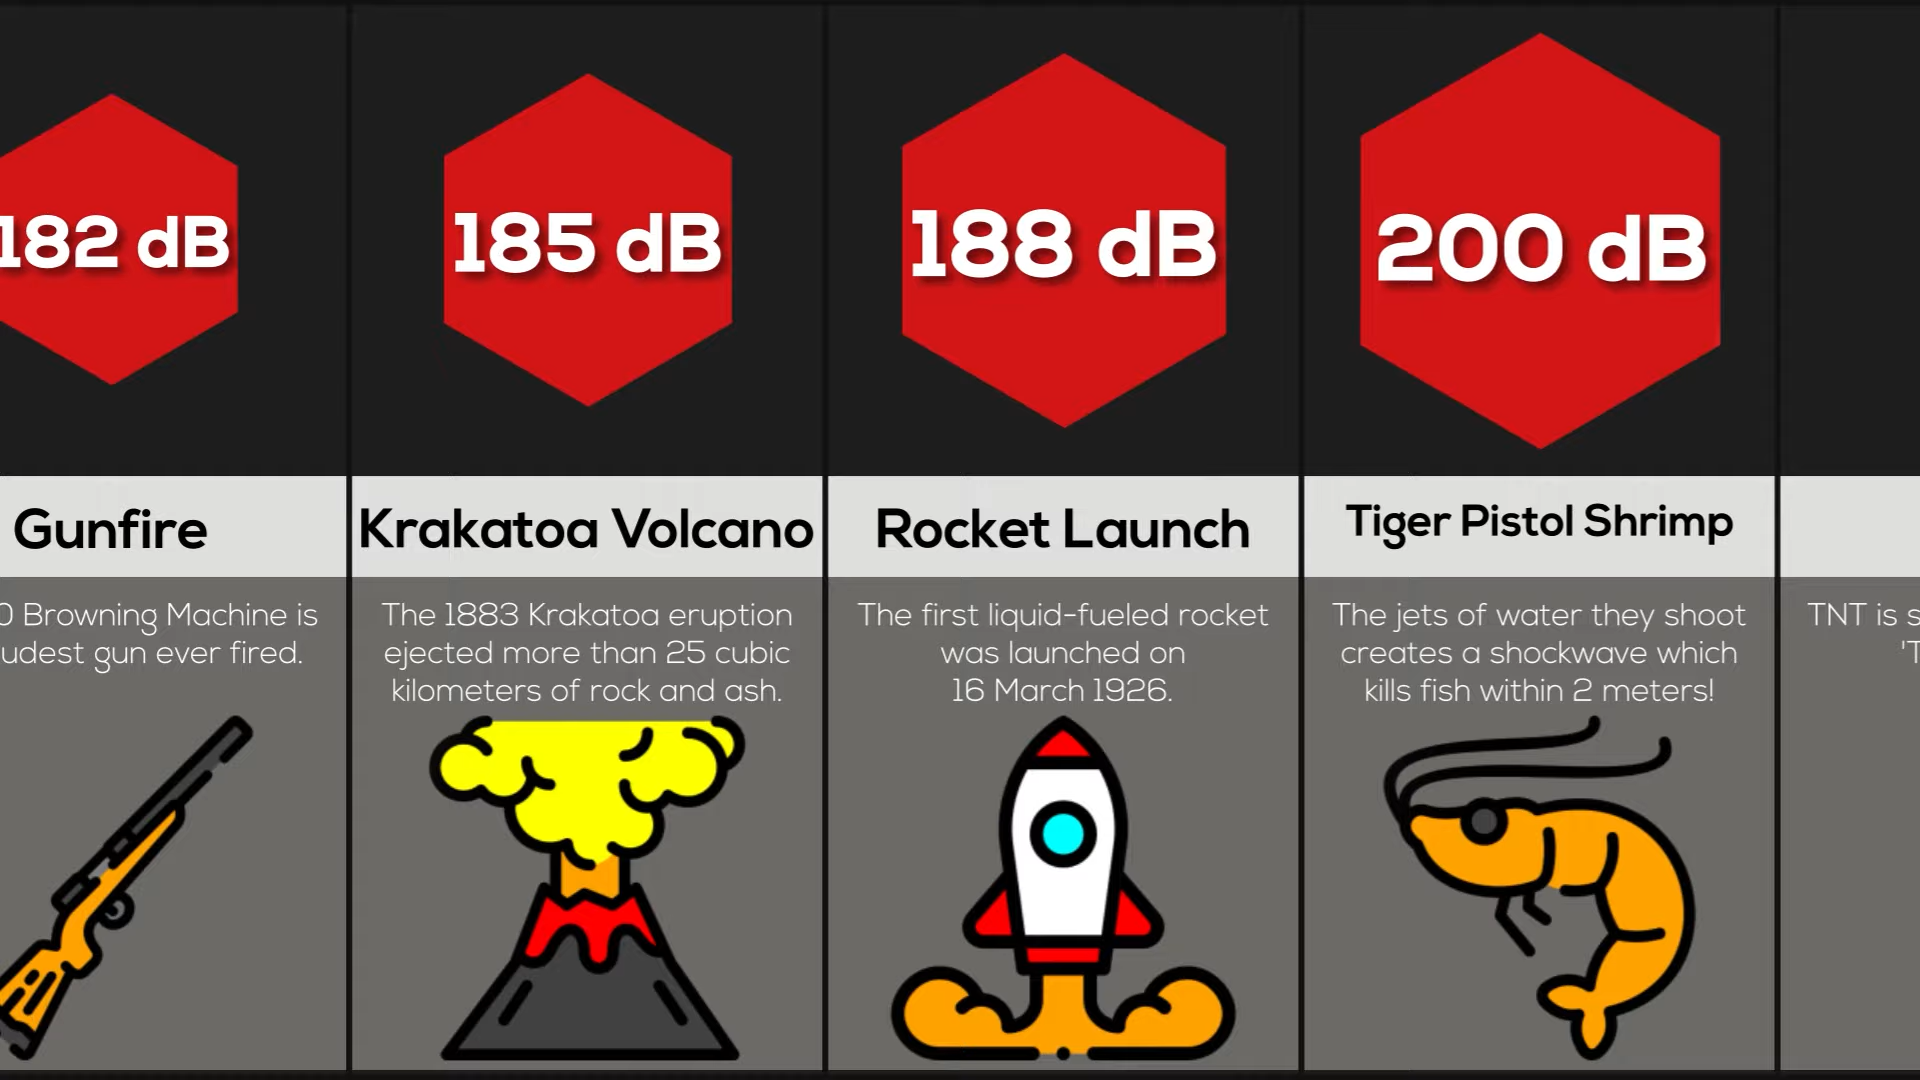 182 dB
Gunfire
Browning Machine is
gun ever fired.
185 dB
Krakatoa Volcano
The 1883 Krakatoa eruption
ejected more than 25 cubic
kilometers of rock and ash.
188 dB
Rocket Launch
The first liquid-fueled rocket
was launched on
16 March 1926.
200 dB
Tiger Pistol Shrimp
The jets of water they shoot
creates a shockwave which
kills fish within 2 meters!
TNT is